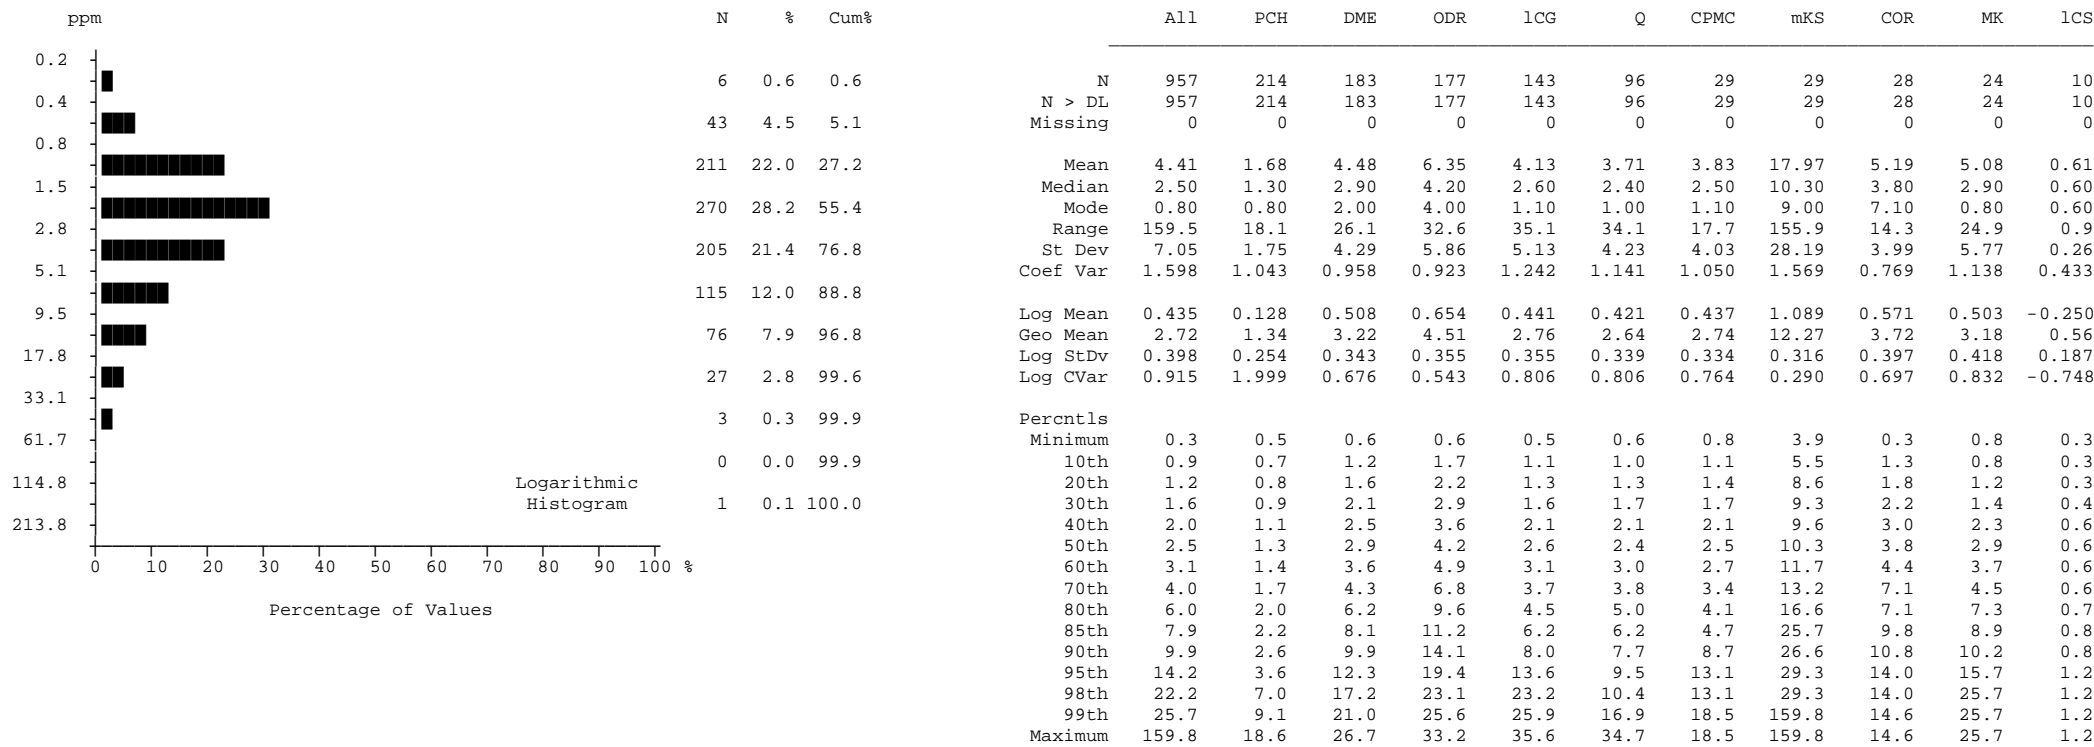 ppm N % Cum% All PCH DME ODR lCG Q CPMC mKS COR MK lCS
0.2
6 0.6 0.6 N 957 214 183 177 143 96 29 29 28 24 10
0.4 N > DL 957 214 183 177 143 96 29 29 28 24 10
43 4.5 5.1 Missing 0 0 0 0 0 0 0 0 0 0 0
0.8
211 22.0 27.2 Mean 4.41 1.68 4.48 6.35 4.13 3.71 3.83 17.97 5.19 5.08 0.61
1.5 Median 2.50 1.30 2.90 4.20 2.60 2.40 2.50 10.30 3.80 2.90 0.60
270 28.2 55.4 Mode 0.80 0.80 2.00 4.00 1.10 1.00 1.10 9.00 7.10 0.80 0.60
2.8 Range 159.5 18.1 26.1 32.6 35.1 34.1 17.7 155.9 14.3 24.9 0.9
205 21.4 76.8 St Dev 7.05 1.75 4.29 5.86 5.13 4.23 4.03 28.19 3.99 5.77 0.26
5.1 Coef Var 1.598 1.043 0.958 0.923 1.242 1.141 1.050 1.569 0.769 1.138 0.433
115 12.0 88.8
9.5 Log Mean 0.435 0.128 0.508 0.654 0.441 0.421 0.437 1.089 0.571 0.503 -0.250
76 7.9 96.8 Geo Mean 2.72 1.34 3.22 4.51 2.76 2.64 2.74 12.27 3.72 3.18 0.56
17.8 Log StDv 0.398 0.254 0.343 0.355 0.355 0.339 0.334 0.316 0.397 0.418 0.187
27 2.8 99.6 Log CVar 0.915 1.999 0.676 0.543 0.806 0.806 0.764 0.290 0.697 0.832 -0.748
33.1
3 0.3 99.9 Percntls
61.7 Minimum 0.3 0.5 0.6 0.6 0.5 0.6 0.8 3.9 0.3 0.8 0.3
0 0.0 99.9 10th 0.9 0.7 1.2 1.7 1.1 1.0 1.1 5.5 1.3 0.8 0.3
114.8 Logarithmic 20th 1.2 0.8 1.6 2.2 1.3 1.3 1.4 8.6 1.8 1.2 0.3
Histogram 1 0.1 100.0 30th 1.6 0.9 2.1 2.9 1.6 1.7 1.7 9.3 2.2 1.4 0.4
213.8 40th 2.0 1.1 2.5 3.6 2.1 2.1 2.1 9.6 3.0 2.3 0.6
50th 2.5 1.3 2.9 4.2 2.6 2.4 2.5 10.3 3.8 2.9 0.6
0 10 20 30 40 50 60 70 80 90 100 % 60th 3.1 1.4 3.6 4.9 3.1 3.0 2.7 11.7 4.4 3.7 0.6
70th 4.0 1.7 4.3 6.8 3.7 3.8 3.4 13.2 7.1 4.5 0.6
Percentage of Values 80th 6.0 2.0 6.2 9.6 4.5 5.0 4.1 16.6 7.1 7.3 0.7
85th 7.9 2.2 8.1 11.2 6.2 6.2 4.7 25.7 9.8 8.9 0.8
90th 9.9 2.6 9.9 14.1 8.0 7.7 8.7 26.6 10.8 10.2 0.8
95th 14.2 3.6 12.3 19.4 13.6 9.5 13.1 29.3 14.0 15.7 1.2
98th 22.2 7.0 17.2 23.1 23.2 10.4 13.1 29.3 14.0 25.7 1.2
99th 25.7 9.1 21.0 25.6 25.9 16.9 18.5 159.8 14.6 25.7 1.2
Maximum 159.8 18.6 26.7 33.2 35.6 34.7 18.5 159.8 14.6 25.7 1.2